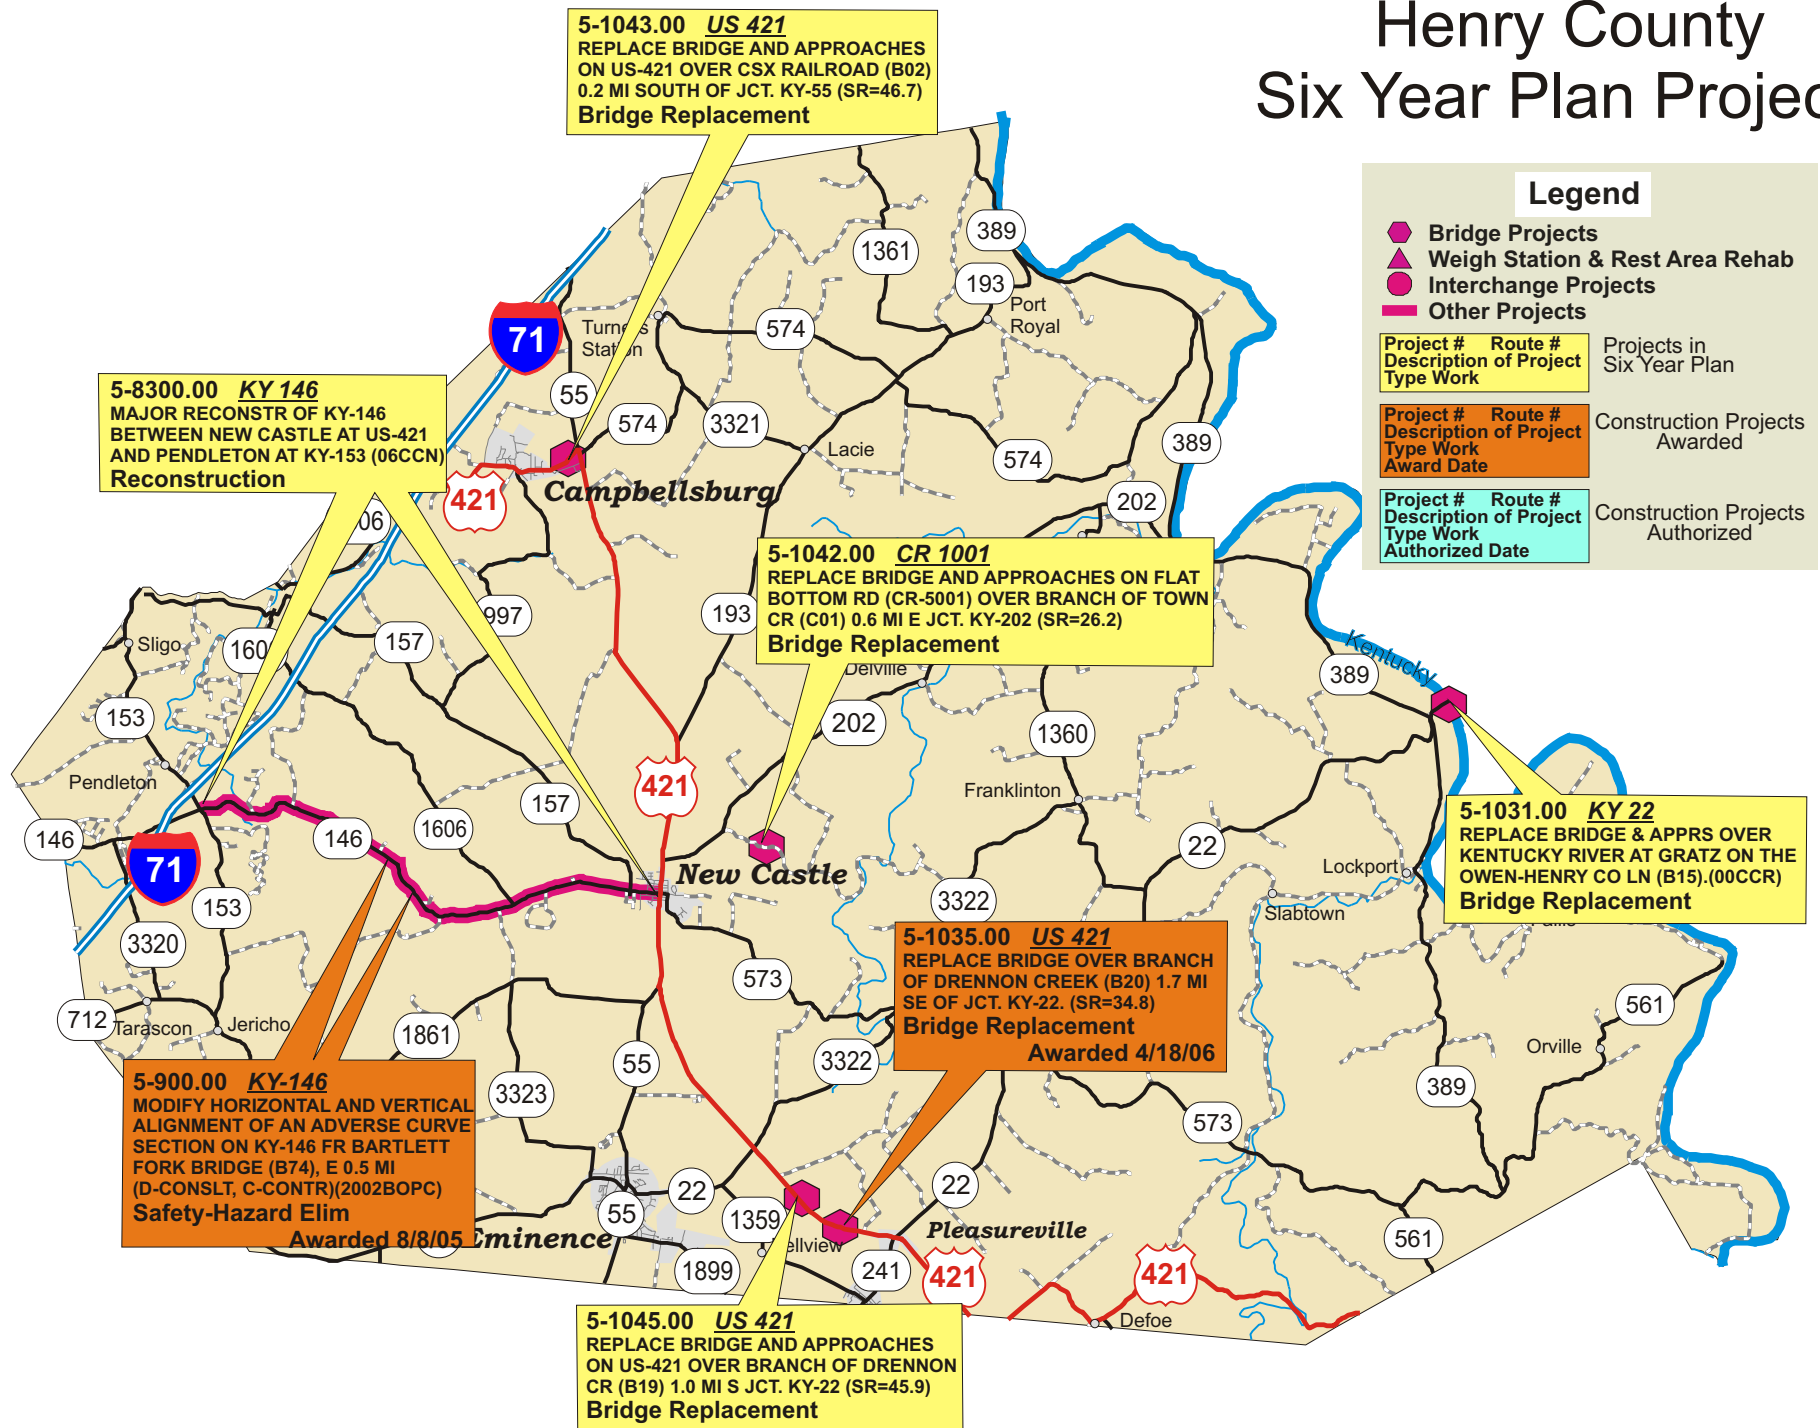 Henry County
Six Year Plan Projec
5-1043.00 US 421
REPLACE BRIDGE AND APPROACHES
ON US-421 OVER CSX RAILROAD (B02)
0.2 MI SOUTH OF JCT. KY-55 (SR=46.7)
Bridge Replacement
Legend
Bridge Projects
Weigh Station & Rest Area Rehab
Interchange Projects
Other Projects
Project # Route #
Description of Project
Type Work
Projects in
Six Year Plan
Project # Route #
Description of Project
Type Work
Award Date
Construction Projects
Awarded
Project # Route #
Description of Project
Type Work
Authorized Date
Construction Projects
Authorized
5-8300.00 KY 146
MAJOR RECONSTR OF KY-146
BETWEEN NEW CASTLE AT US-421
AND PENDLETON AT KY-153 (06CCN)
Reconstruction
5-1042.00 CR 1001
REPLACE BRIDGE AND APPROACHES ON FLAT
BOTTOM RD (CR-5001) OVER BRANCH OF TOWN
CR (C01) 0.6 MI E JCT. KY-202 (SR=26.2)
Bridge Replacement
5-1031.00 KY 22
REPLACE BRIDGE & APPRS OVER
KENTUCKY RIVER AT GRATZ ON THE
OWEN-HENRY CO LN (B15).(00CCR)
Bridge Replacement
5-1035.00 US 421
REPLACE BRIDGE OVER BRANCH
OF DRENNON CREEK (B20) 1.7 MI
SE OF JCT. KY-22. (SR=34.8)
Bridge Replacement
Awarded 4/18/06
5-900.00 KY-146
MODIFY HORIZONTAL AND VERTICAL
ALIGNMENT OF AN ADVERSE CURVE
SECTION ON KY-146 FR BARTLETT
FORK BRIDGE (B74), E 0.5 MI
(D-CONSLT, C-CONTR)(2002BOPC)
Safety-Hazard Elim
Awarded 8/8/05
5-1045.00 US 421
REPLACE BRIDGE AND APPROACHES
ON US-421 OVER BRANCH OF DRENNON
CR (B19) 1.0 MI S JCT. KY-22 (SR=45.9)
Bridge Replacement
389
1361
193
Port
Royal
71
Turners
Station
574
55
574
3321
Lacie
389
574
421
Campbellsburg
202
06
997
193
Sligo
160
157
Delville
389
Kentucky
153
202
1360
Pendleton
421
Franklinton
157
1606
146
146
22
71
Lockport
New Castle
153
3322
Slabtown
3320
573
561
712
Tarascon
Jericho
1861
55
3322
Orville
3323
389
573
22
22
55
1359
Pleasureville
Eminence
ellview
561
1899
241
421
421
Defoe